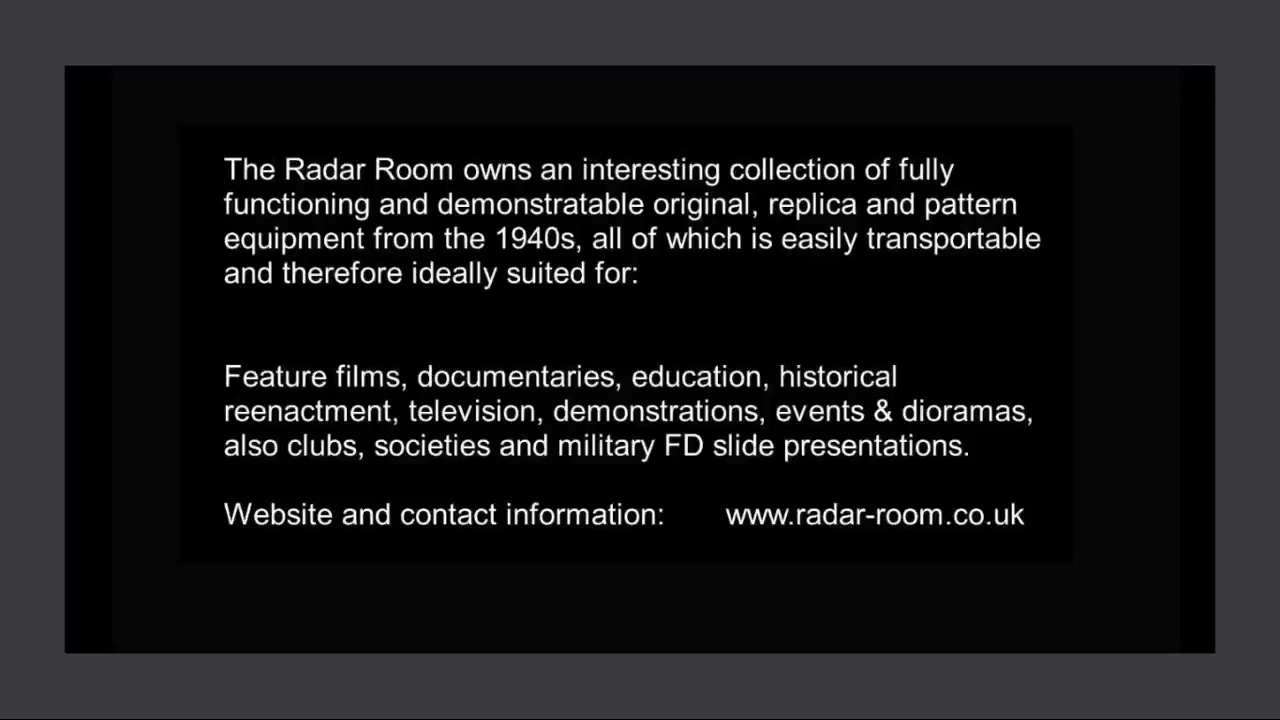 The Radar Room owns an interesting collection of fully
functioning and demonstratable original, replica and pattern
equipment from the 1940s, all of which is easily transportable
and therefore ideally suited for:
Feature films, documentaries, education, historical
reenactment, television, demonstrations, events & dioramas,
also clubs, societies and military FD slide presentations.
Website and contact information: www.radar-room.co.uk